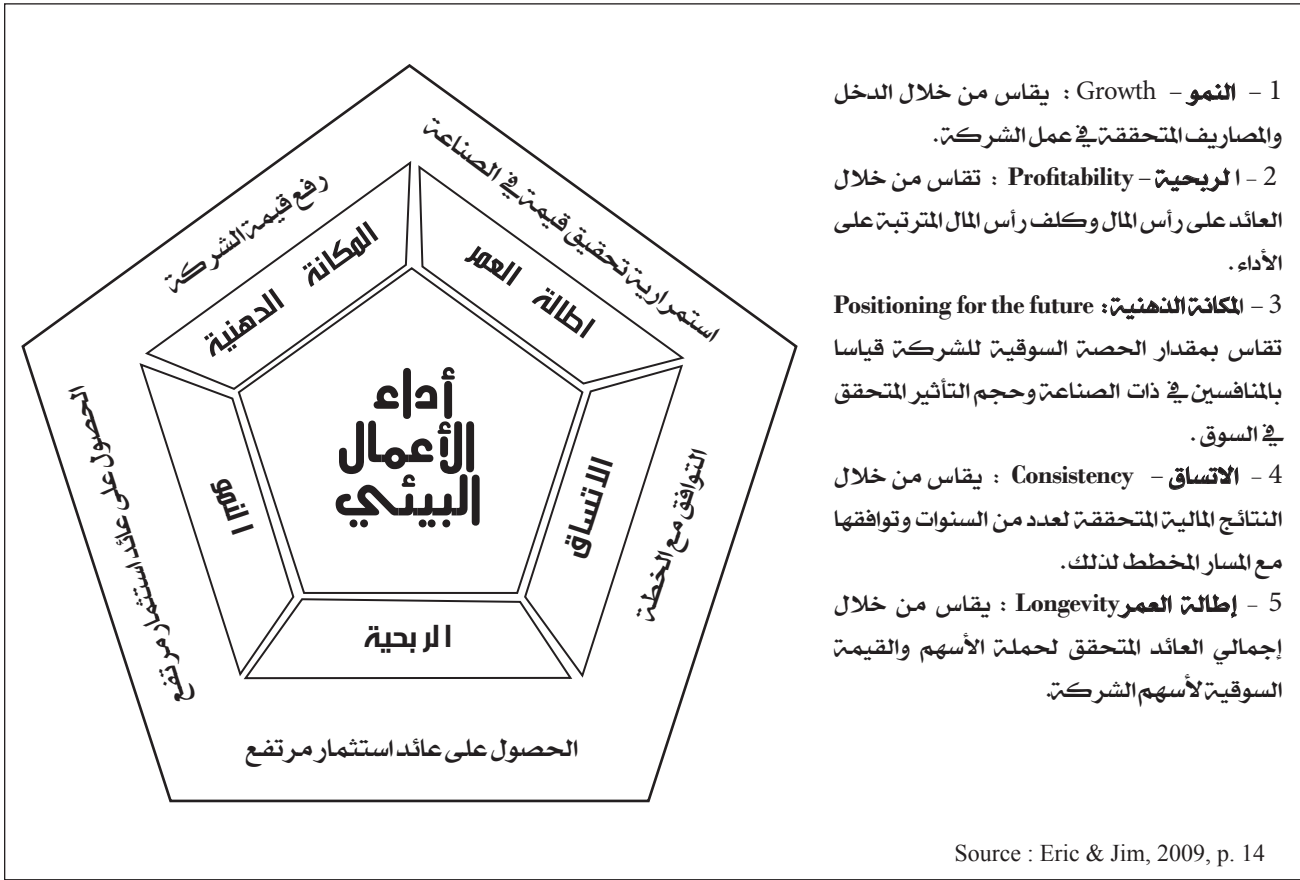 1 - النمو - Growth : يقاس من خلال الدخل
والمصاريف المتحققة في عمل الشركة.
2 - الربحية - Profitability : تقاس من خلال
العائد على رأس المال وكلف رأس المال المترتبة على
الأداء.
3 - المكانة الذهنية: Positioning for the future
تقاس بمقدار الحصة السوقية للشركة قياسا
بالمنافسين في ذات الصناعة وحجم التأثير المتحقق
في السوق.
4 - الاتساق - Consistency : يقاس من خلال
النتائج المالية المتحققة لعدد من السنوات وتوافقها
مع المسار المخطط لذلك.
5 - إطالة العمر Longevity : يقاس من خلال
إجمالي العائد المتحقق لحملة الأسهم والقيمة
السوقية لأسهم الشركة.
رفع قيمة الشركة
استمرارية تحقيق قيمة في الصناعة
المكانة الدهنية
اطالة العمر
أداء
الأعمال
البيئي
الحصول على عائد استثمار مرتفع
النمو
الاتساق
التوافق مع الخطة
الربحية
الحصول على عائد استثمار مرتفع
Source : Eric & Jim, 2009, p. 14